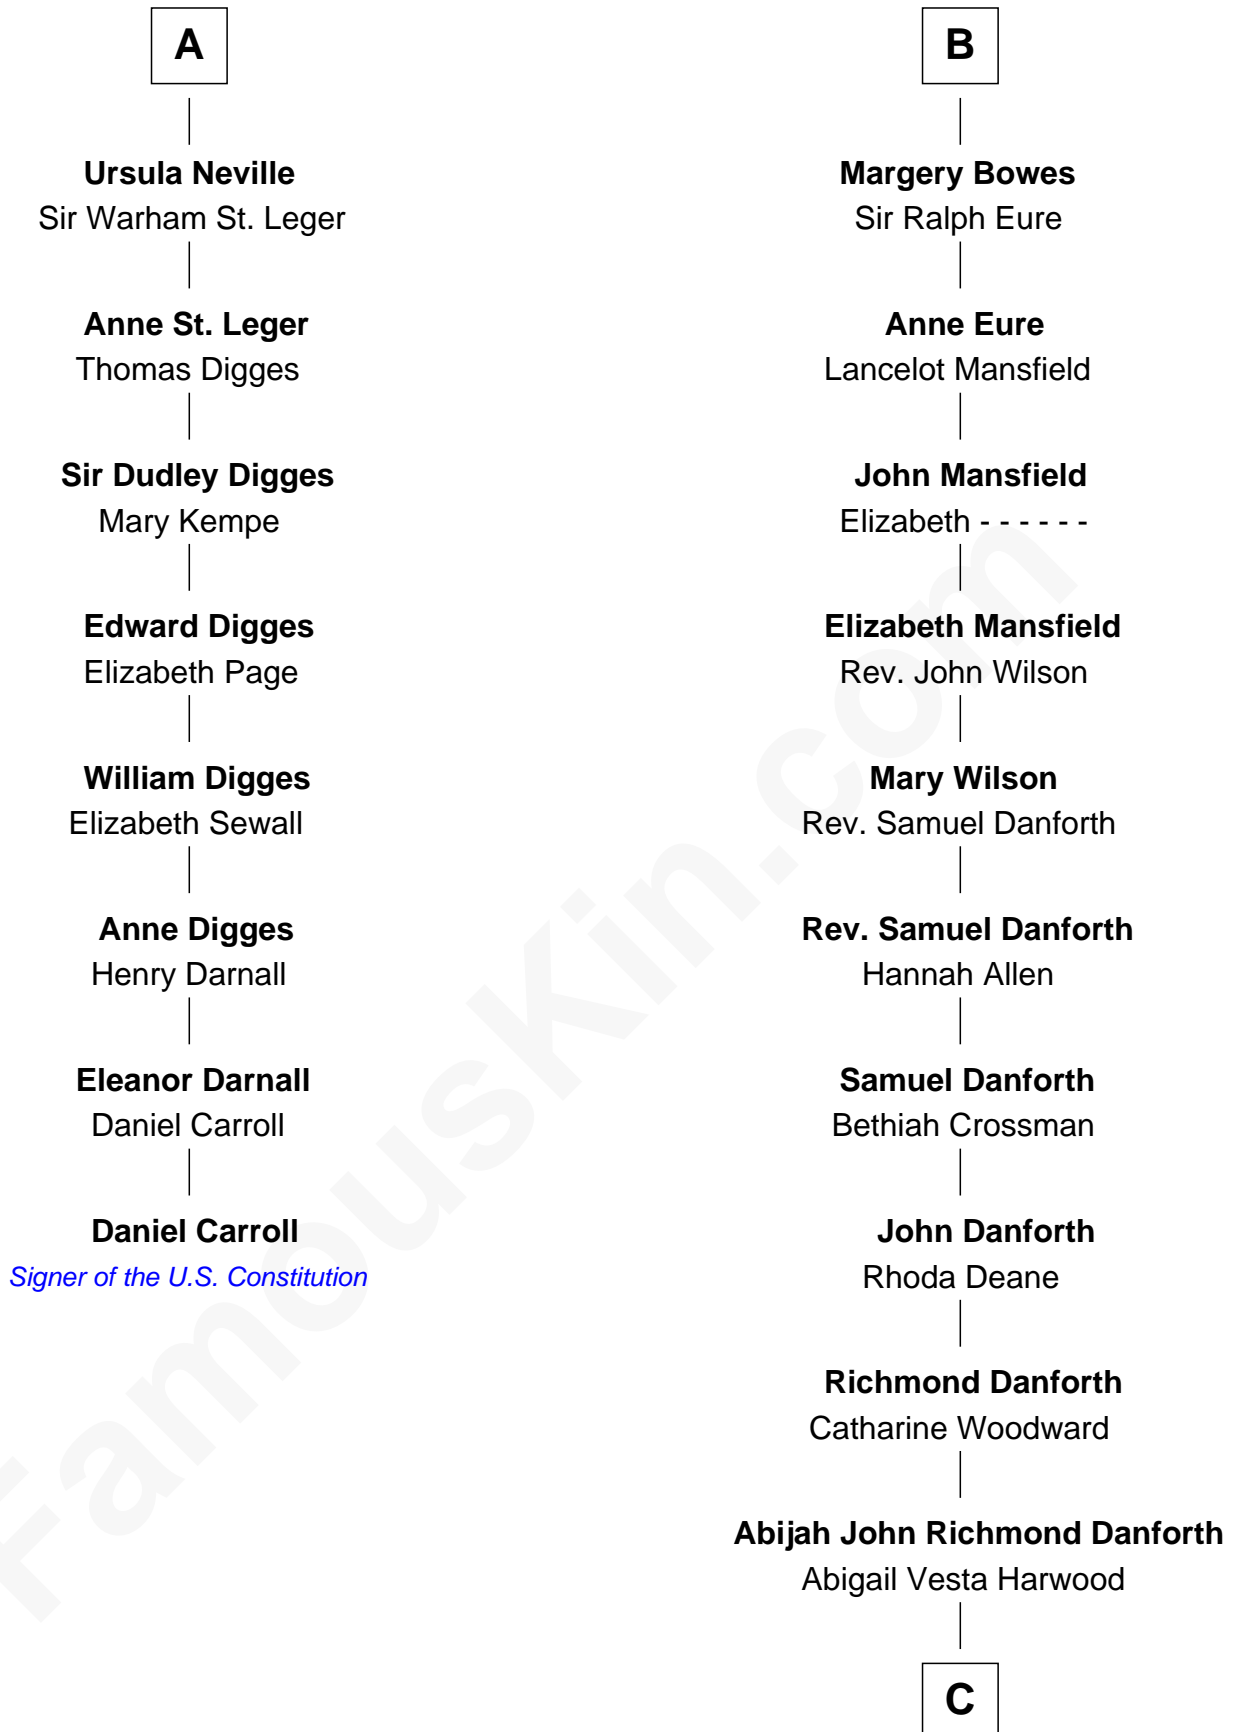 A
Ursula Neville
Sir Warham St. Leger
Anne St. Leger
Thomas Digges
Sir Dudley Digges
Mary Kempe
Edward Digges
Elizabeth Page
William Digges
Elizabeth Sewall
Anne Digges
Henry Darnall
Eleanor Darnall
Daniel Carroll
Daniel Carroll
Signer of the U.S. Constitution
B
Margery Bowes
Sir Ralph Eure
Anne Eure
Lancelot Mansfield
John Mansfield
Elizabeth - - - - - -
Elizabeth Mansfield
Rev. John Wilson
Mary Wilson
Rev. Samuel Danforth
Rev. Samuel Danforth
Hannah Allen
Samuel Danforth
Bethiah Crossman
John Danforth
Rhoda Deane
Richmond Danforth
Catharine Woodward
Abijah John Richmond Danforth
Abigail Vesta Harwood
C
FamousKin.com